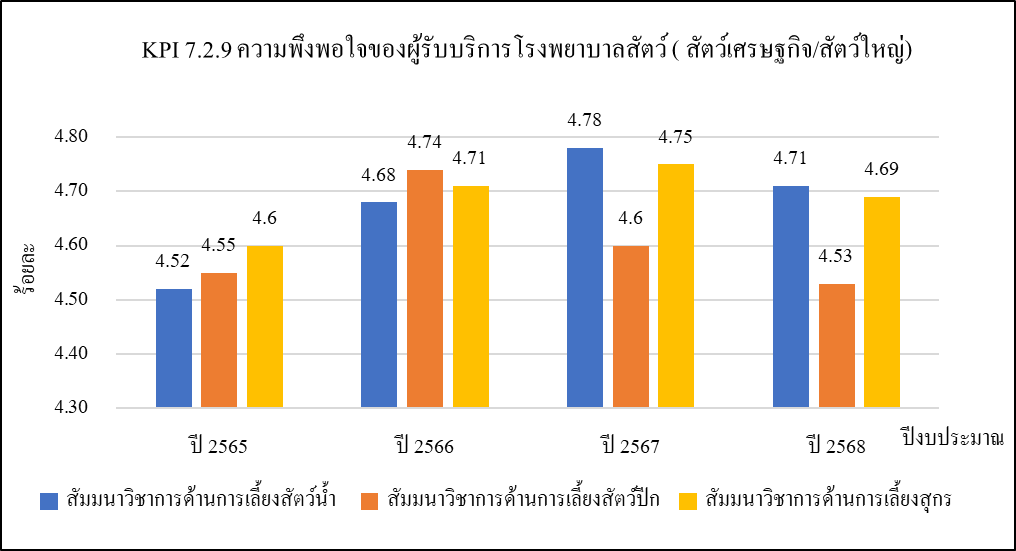 KPI 7.2.9 ความพึงพอใจของผู้รับบริการ โรงพยาบาลสัตว์ ( สัตว์เศรษฐกิจ/สัตว์ใหญ่)
4.80
4.70
4.60
4.50
4.40
4.30
ร้อยละ
4.52
4.55
4.6
4.68
4.74
4.71
4.78
4.6
4.75
4.71
4.53
4.69
ปี 2565
ปี 2566
ปี 2567
ปี 2568
ปีงบประมาณ
สัมมนาวิชาการด้านการเลี้ยงสัตว์น้ำ
สัมมนาวิชาการด้านการเลี้ยงสัตว์ปีก
สัมมนาวิชาการด้านการเลี้ยงสุกร